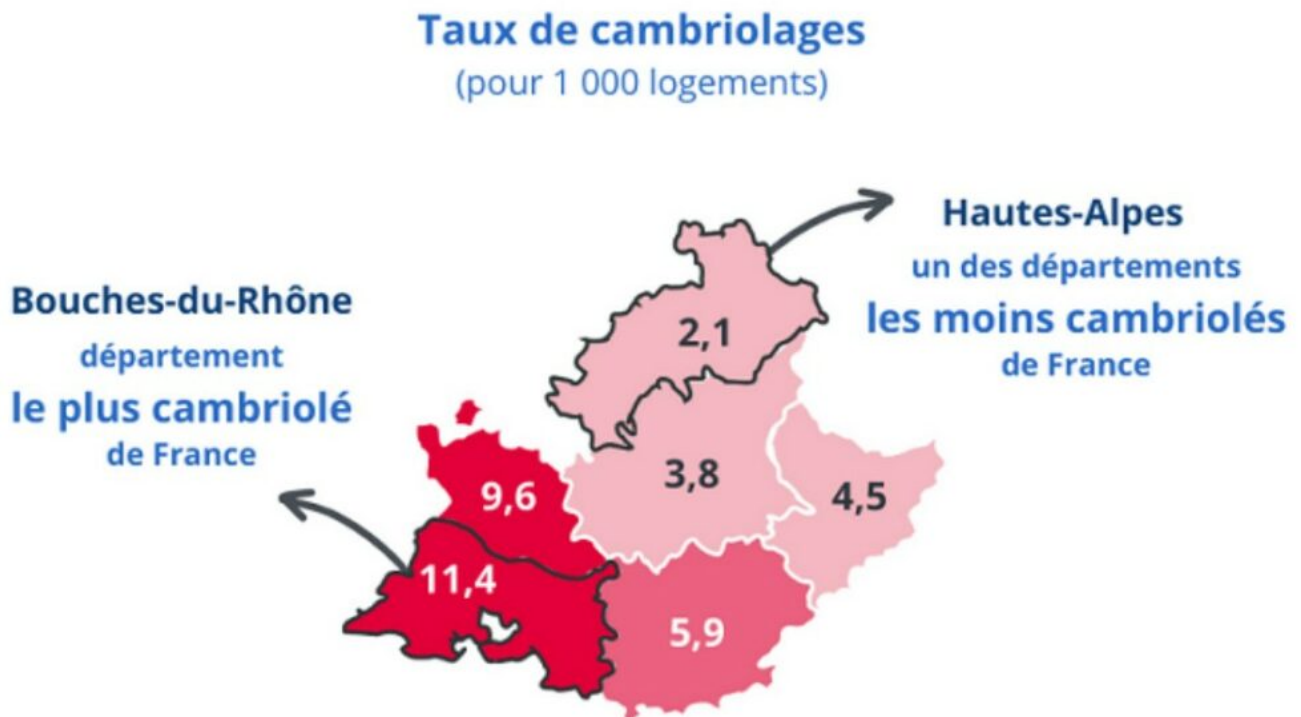 Taux de cambriolages
(pour 1 000 logements)
Hautes-Alpes
un des départements
les moins cambriolés
de France
Bouches-du-Rhône
département
le plus cambriolé
de France
2,1
3,8
4,5
9,6
11,4
5,9